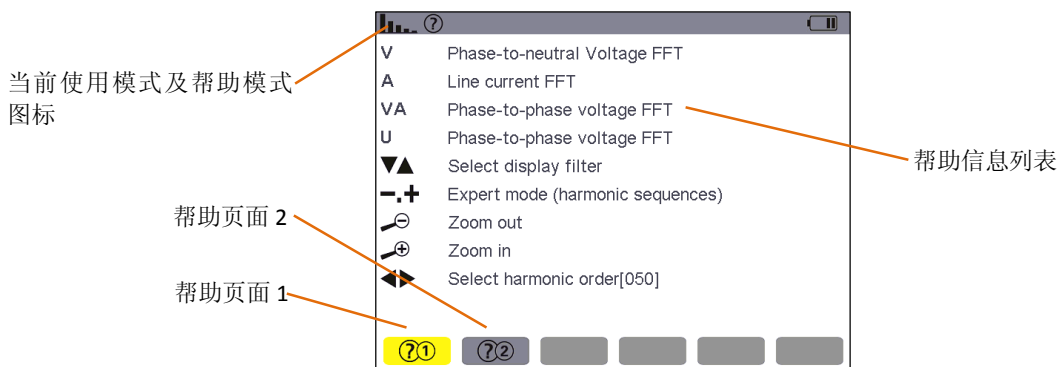 ?
V Phase-to-neutral Voltage FFT
A Line current FFT
VA Phase-to-phase voltage FFT
U Phase-to-phase voltage FFT
▼▲ Select display filter
−.+ Expert mode (harmonic sequences)
Zoom out
Zoom in
◀▶ Select harmonic order[050]
?1 ?2
当前使用模式及帮助模式
图标
帮助信息列表
帮助页面 2
帮助页面 1